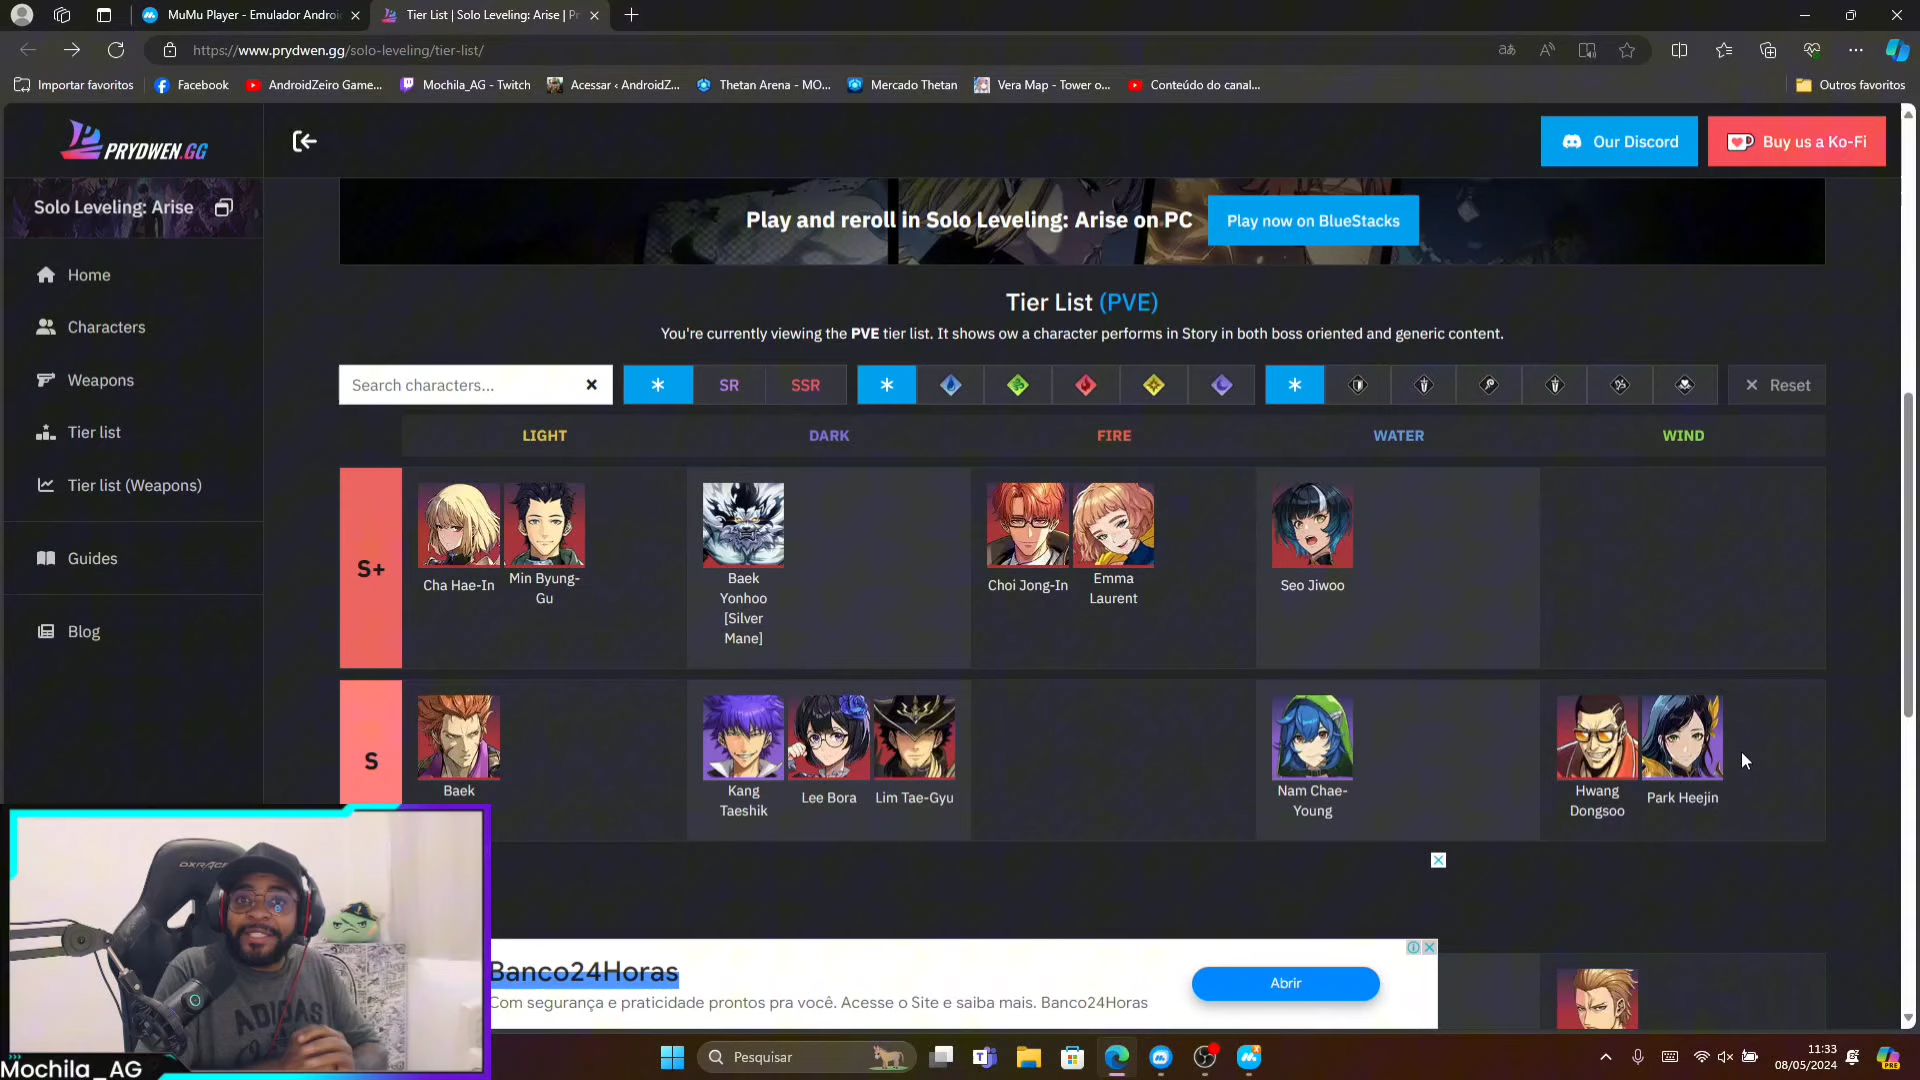 MuMu Player - Emulador Androi
Tier List | Solo Leveling: Arise | Pr
https://www.prydwen.gg/solo-leveling/tier-list/
Importar favoritos
Facebook
AndroidZeiro Game...
Mochila_AG - Twitch
Acessar ‹ AndroidZ...
Thetan Arena - MO...
Mercado Thetan
Vera Map - Tower o...
Conteúdo do canal...
Outros favoritos
PRYDWEN.GG
Our Discord
Buy us a Ko-Fi
Solo Leveling: Arise
Home
Characters
Weapons
Tier list
Tier list (Weapons)
Guides
Blog
Play and reroll in Solo Leveling: Arise on PC
Play now on BlueStacks
Tier List (PVE)
You're currently viewing the PVE tier list. It shows ow a character performs in Story in both boss oriented and generic content.
Search characters...
SR
SSR
Reset
LIGHT
DARK
FIRE
WATER
WIND
S+
Cha Hae-In
Min Byung-
Gu
Baek
Yonhoo
[Silver
Mane]
Choi Jong-In
Emma
Laurent
Seo Jiwoo
S
Baek
Kang
Taeshik
Lee Bora
Lim Tae-Gyu
Nam Chae-
Young
Hwang
Dongsoo
Park Heejin
DXRACER
ADIDAS
Mochila_AG
Banco24Horas
Com segurança e praticidade prontos pra você. Acesse o Site e saiba mais. Banco24Horas
Abrir
Pesquisar
11:33
08/05/2024
PRE